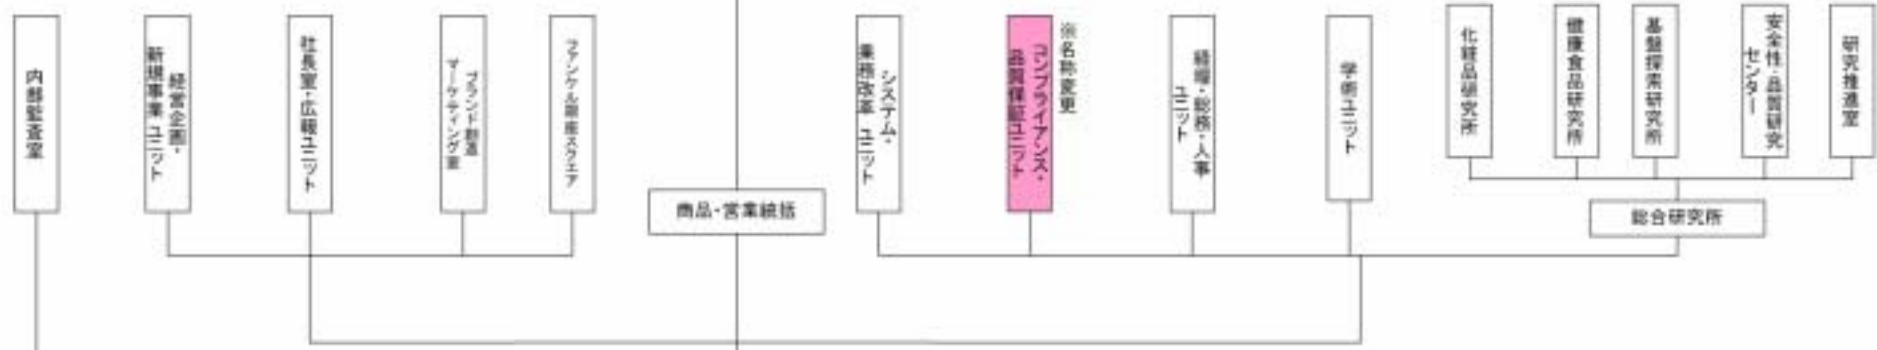 内部監査室
経営企画・
新規事業 ユニット
社長室・広報ユニット
ブランド創造
マーケティング室
ファンケル銀座スクエア
商品・営業統括
システム・
業務改革 ユニット
※名称変更
コンプライアンス・
品質保証ユニット
経理・総務・人事
ユニット
学術ユニット
化粧品研究所
健康食品研究所
基盤探索研究所
安全性・品質研究
センター
研究推進室
総合研究所